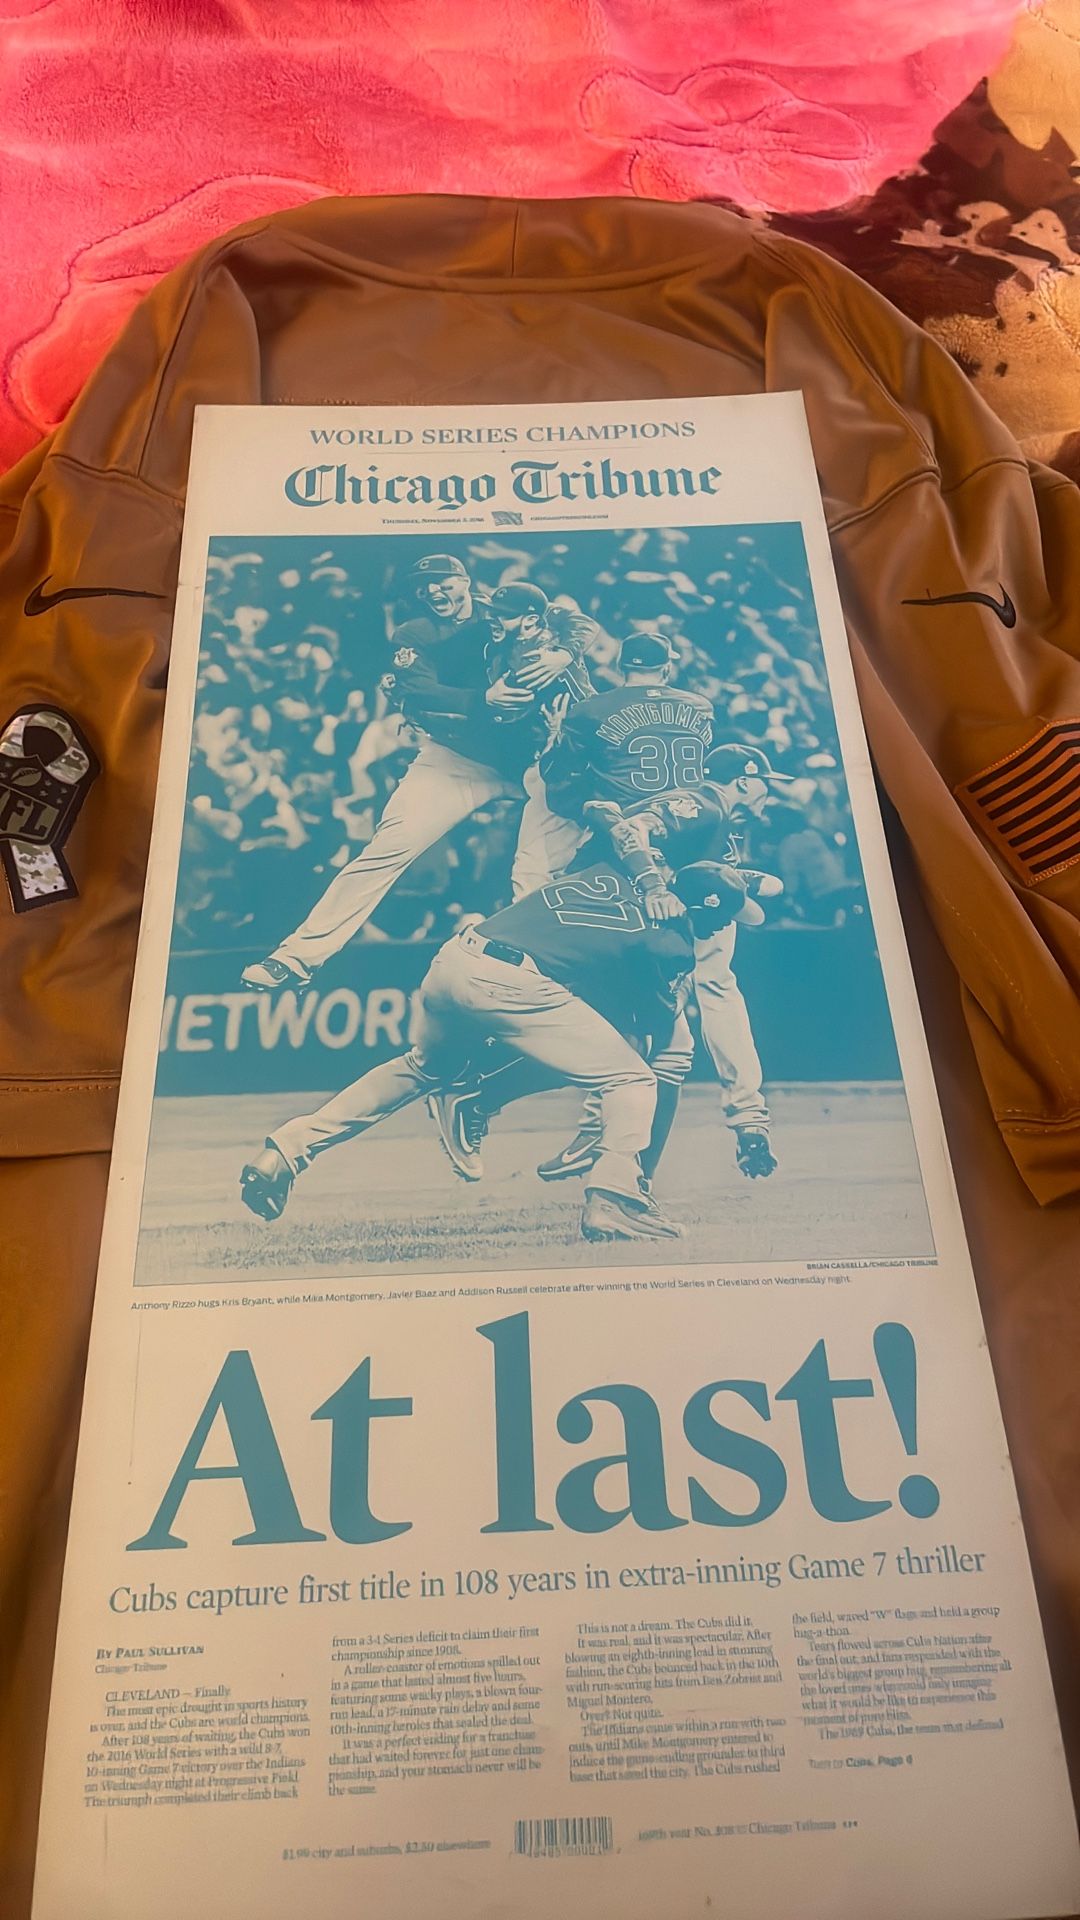 WORLD SERIES CHAMPIONS
Chicago Tribune
THURSDAY, NOVEMBER 3, 2016 CHICAGOTRIBUNE.COM
C
MONTGOMERY
38
27
NETWORK
NFL
BRIAN CASSELLA/CHICAGO TRIBUNE
Anthony Rizzo hugs Kris Bryant, while Mike Montgomery, Javier Baez and Addison Russell celebrate after winning the World Series in Cleveland on Wednesday night.
At last!
Cubs capture first title in 108 years in extra-inning Game 7 thriller
BY PAUL SULLIVAN
Chicago Tribune
CLEVELAND — Finally.
The most epic drought in sports history
is over, and the Cubs are world champions.
After 108 years of waiting, the Cubs won
the 2016 World Series with a wild 8-7,
10-inning Game 7 victory over the Indians
on Wednesday night at Progressive Field.
The triumph completed their climb back
from a 3-1 Series deficit to claim their first
championship since 1908.
A roller-coaster of emotions spilled out
in a game that lasted almost five hours,
featuring some wacky plays, a blown four-
run lead, a 17-minute rain delay and some
10th-inning heroics that sealed the deal.
It was a perfect ending for a franchise
that had waited forever for just one cham-
pionship, and your stomach never will be
the same.
This is not a dream. The Cubs did it.
It was real, and it was spectacular. After
blowing an eighth-inning lead in stunning
fashion, the Cubs bounced back in the 10th
with run-scoring hits from Ben Zobrist and
Miguel Montero.
Over? Not quite.
The Indians came within a run with two
outs, until Mike Montgomery entered to
induce the game-ending grounder to third
base that sealed the city. The Cubs rushed
the field, waved "W" flags and held a group
hug-a-thon.
Tears flowed across Cubs Nation after
the final out, and fans responded with the
world's biggest group hug, remembering all
the loved ones who could only imagine
what it would be like to experience this
moment of pure bliss.
The 1969 Cubs, the team that defined
Turn to Cubs, Page 6
$1.99 city and suburbs, $2.50 elsewhere
169th year No. 308 © Chicago Tribune